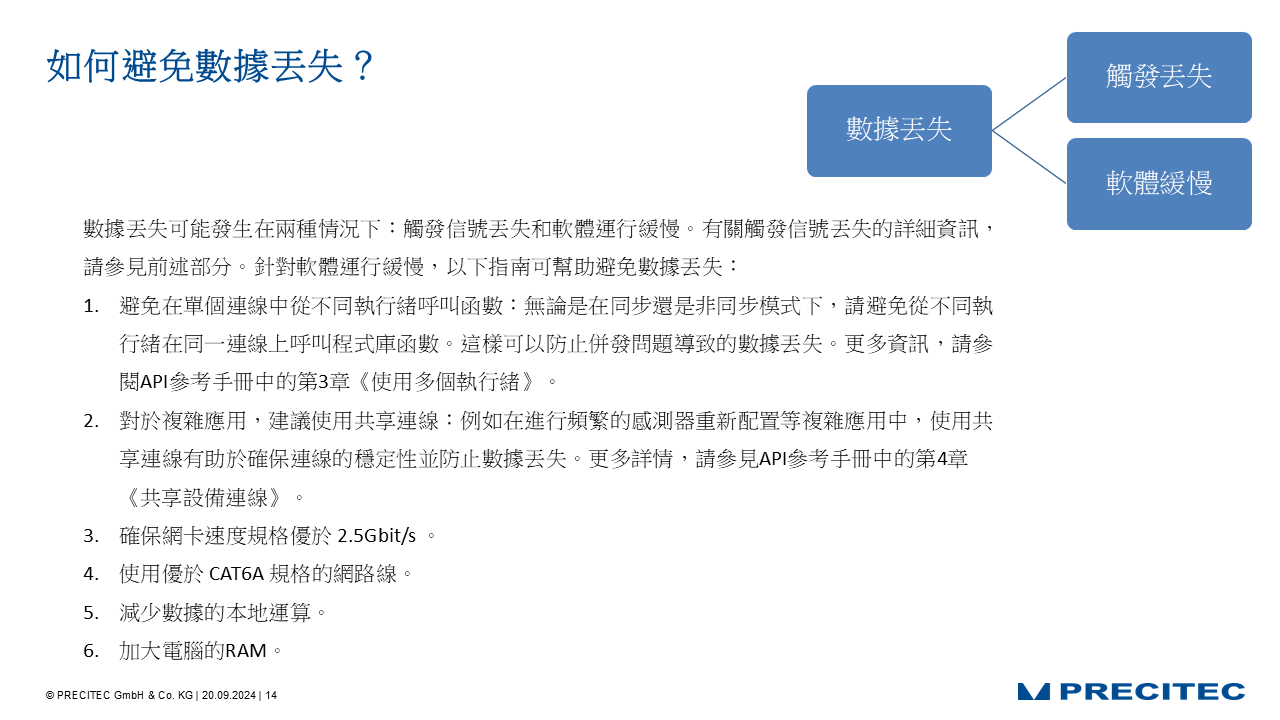 如何避免數據丟失？
數據丟失
觸發丟失
軟體緩慢
數據丟失可能發生在兩種情況下：觸發信號丟失和軟體運行緩慢。有關觸發信號丟失的詳細資訊，
請參見前述部分。針對軟體運行緩慢，以下指南可幫助避免數據丟失：
1. 避免在單個連線中從不同執行緒呼叫函數：無論是在同步還是非同步模式下，請避免從不同執
行緒在同一連線上呼叫程式庫函數。這樣可以防止併發問題導致的數據丟失。更多資訊，請參
閱API參考手冊中的第3章《使用多個執行緒》。
2. 對於複雜應用，建議使用共享連線：例如在進行頻繁的感測器重新配置等複雜應用中，使用共
享連線有助於確保連線的穩定性並防止數據丟失。更多詳情，請參見API參考手冊中的第4章
《共享設備連線》。
3. 確保網卡速度規格優於 2.5Gbit/s 。
4. 使用優於 CAT6A 規格的網路線。
5. 減少數據的本地運算。
6. 加大電腦的RAM。
© PRECITEC GmbH & Co. KG | 20.09.2024 | 14
PRECITEC